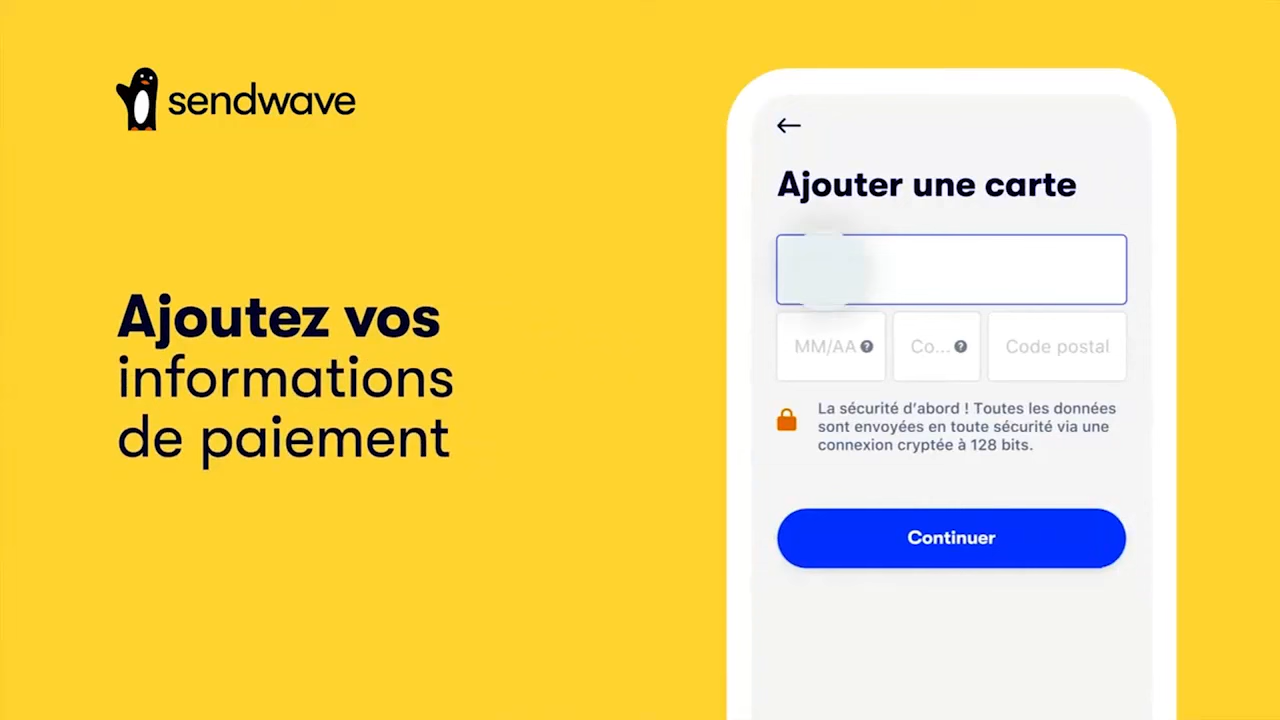 sendwave
Ajoutez vos
informations
de paiement
Ajouter une carte
MM/AA ?
Co... ?
Code postal
La sécurité d'abord ! Toutes les données
sont envoyées en toute sécurité via une
connexion cryptée à 128 bits.
Continuer